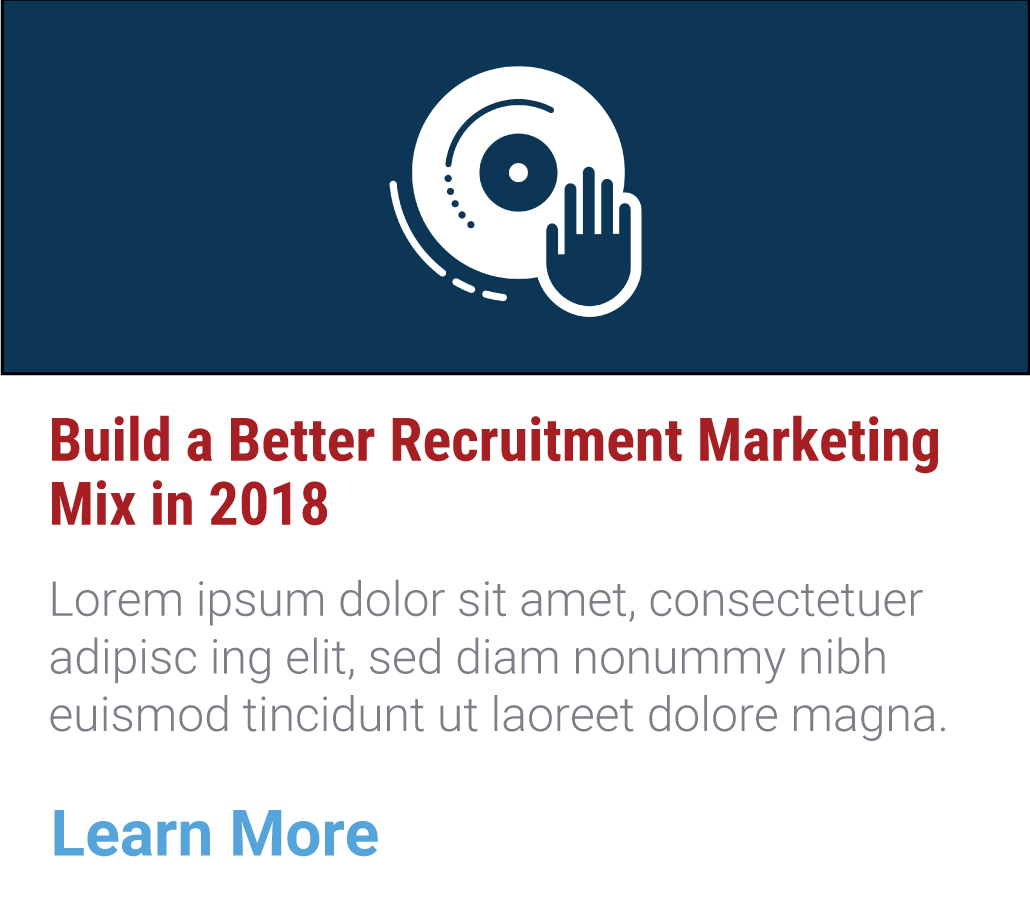 Build a Better Recruitment Marketing
Mix in 2018
Lorem ipsum dolor sit amet, consectetuer
adipisc ing elit, sed diam nonummy nibh
euismod tincidunt ut laoreet dolore magna.
Learn More